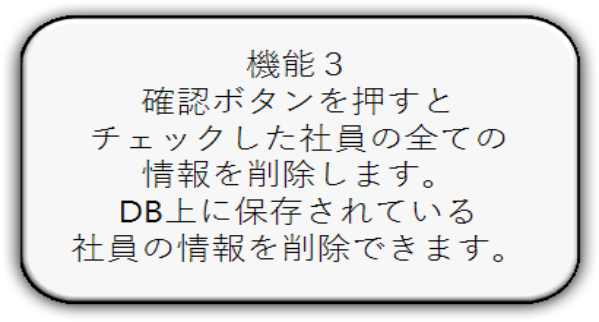 機能３
確認ボタンを押すと
チェックした社員の全ての
情報を削除します。
DB上に保存されている
社員の情報を削除できます。